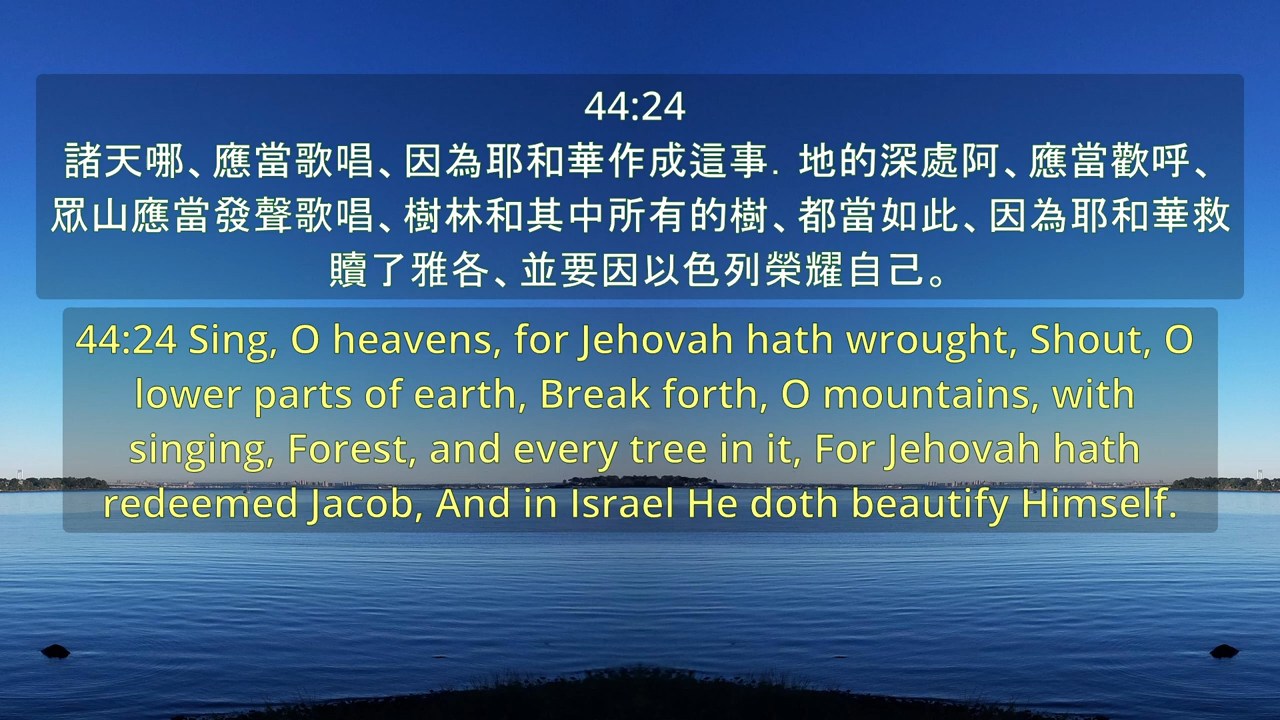 44:24
諸天哪、應當歌唱、因為耶和華作成這事．地的深處阿、應當歡呼、
眾山應當發聲歌唱、樹林和其中所有的樹、都當如此、因為耶和華救
贖了雅各、並要因以色列榮耀自己。
44:24 Sing, O heavens, for Jehovah hath wrought, Shout, O
lower parts of earth, Break forth, O mountains, with
singing, Forest, and every tree in it, For Jehovah hath
redeemed Jacob, And in Israel He doth beautify Himself.